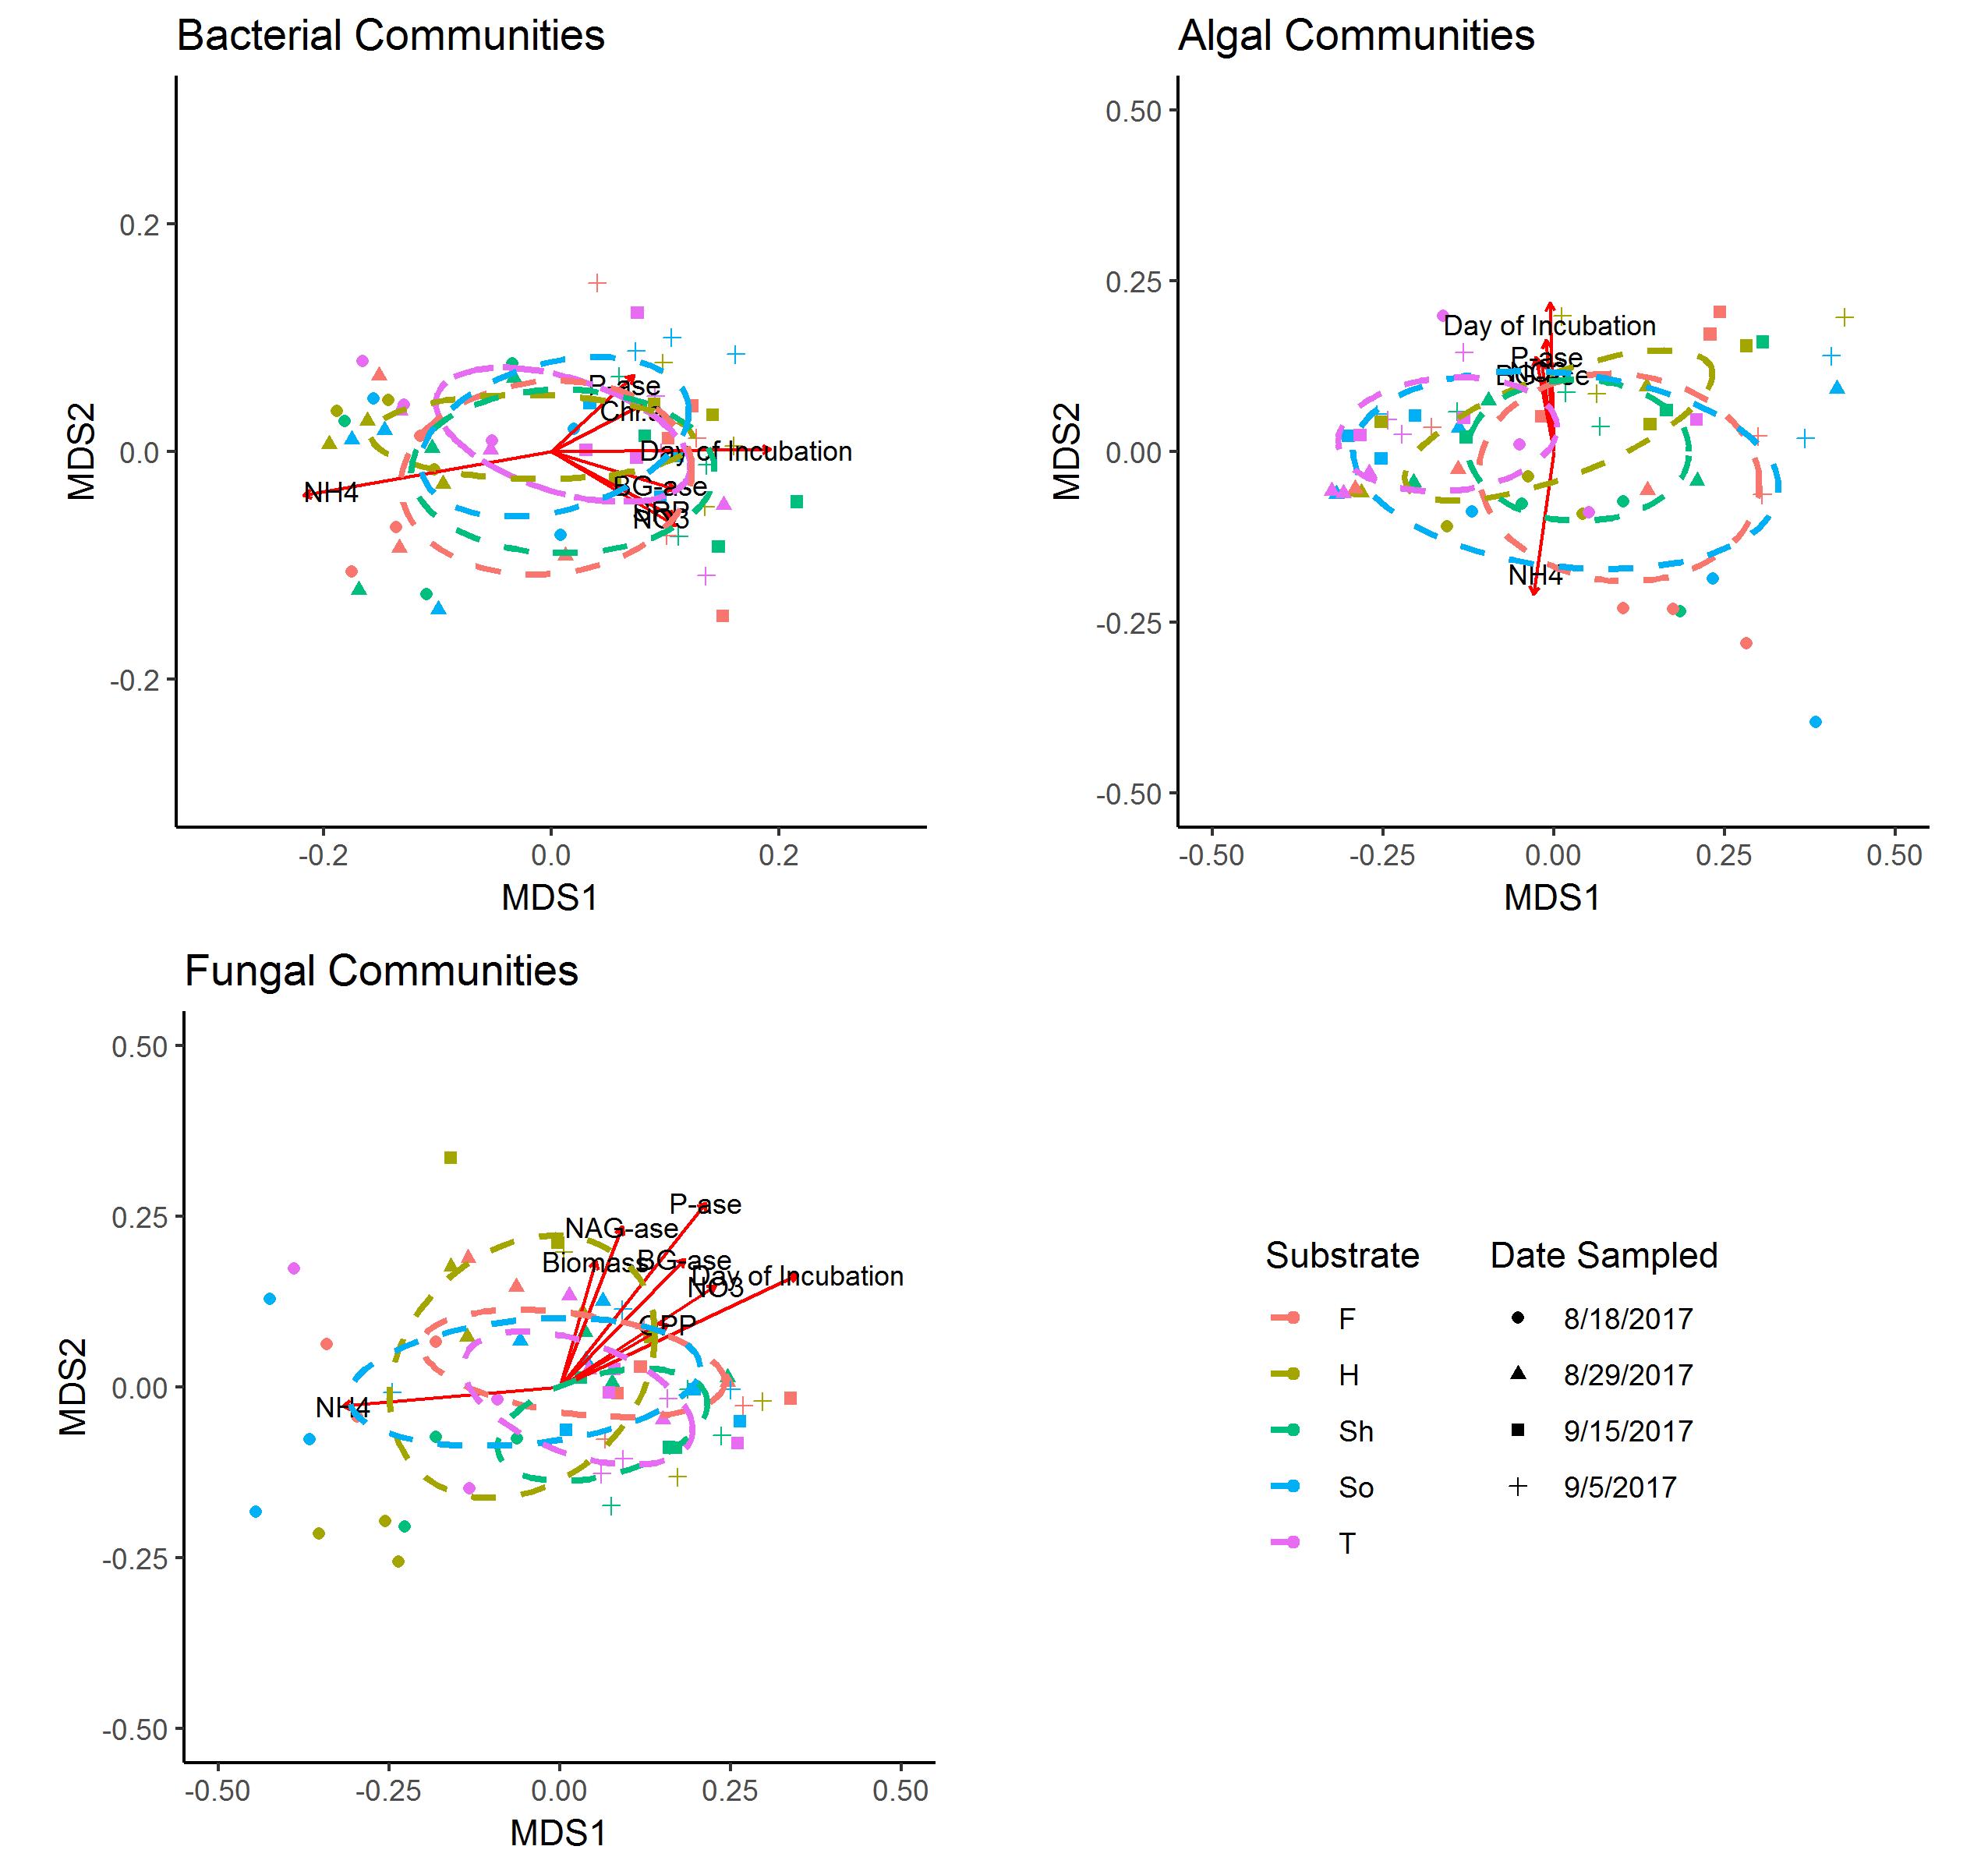 Bacterial Communities
0.2
0.0
-0.2
MDS2
P-ase
Day of Incubation
NH4
BG-ase
NO3
-0.2
0.0
0.2
MDS1
Algal Communities
0.50
0.25
0.00
-0.25
-0.50
MDS2
Day of Incubation
P-ase
NH4
-0.50
-0.25
0.00
0.25
0.50
MDS1
Fungal Communities
0.50
0.25
0.00
-0.25
-0.50
MDS2
P-ase
NAG-ase
Biomass
BG-ase
Day of Incubation
NO3
GPP
NH4
-0.50
-0.25
0.00
0.25
0.50
MDS1
Substrate
F
H
Sh
So
T
Date Sampled
8/18/2017
8/29/2017
9/15/2017
9/5/2017